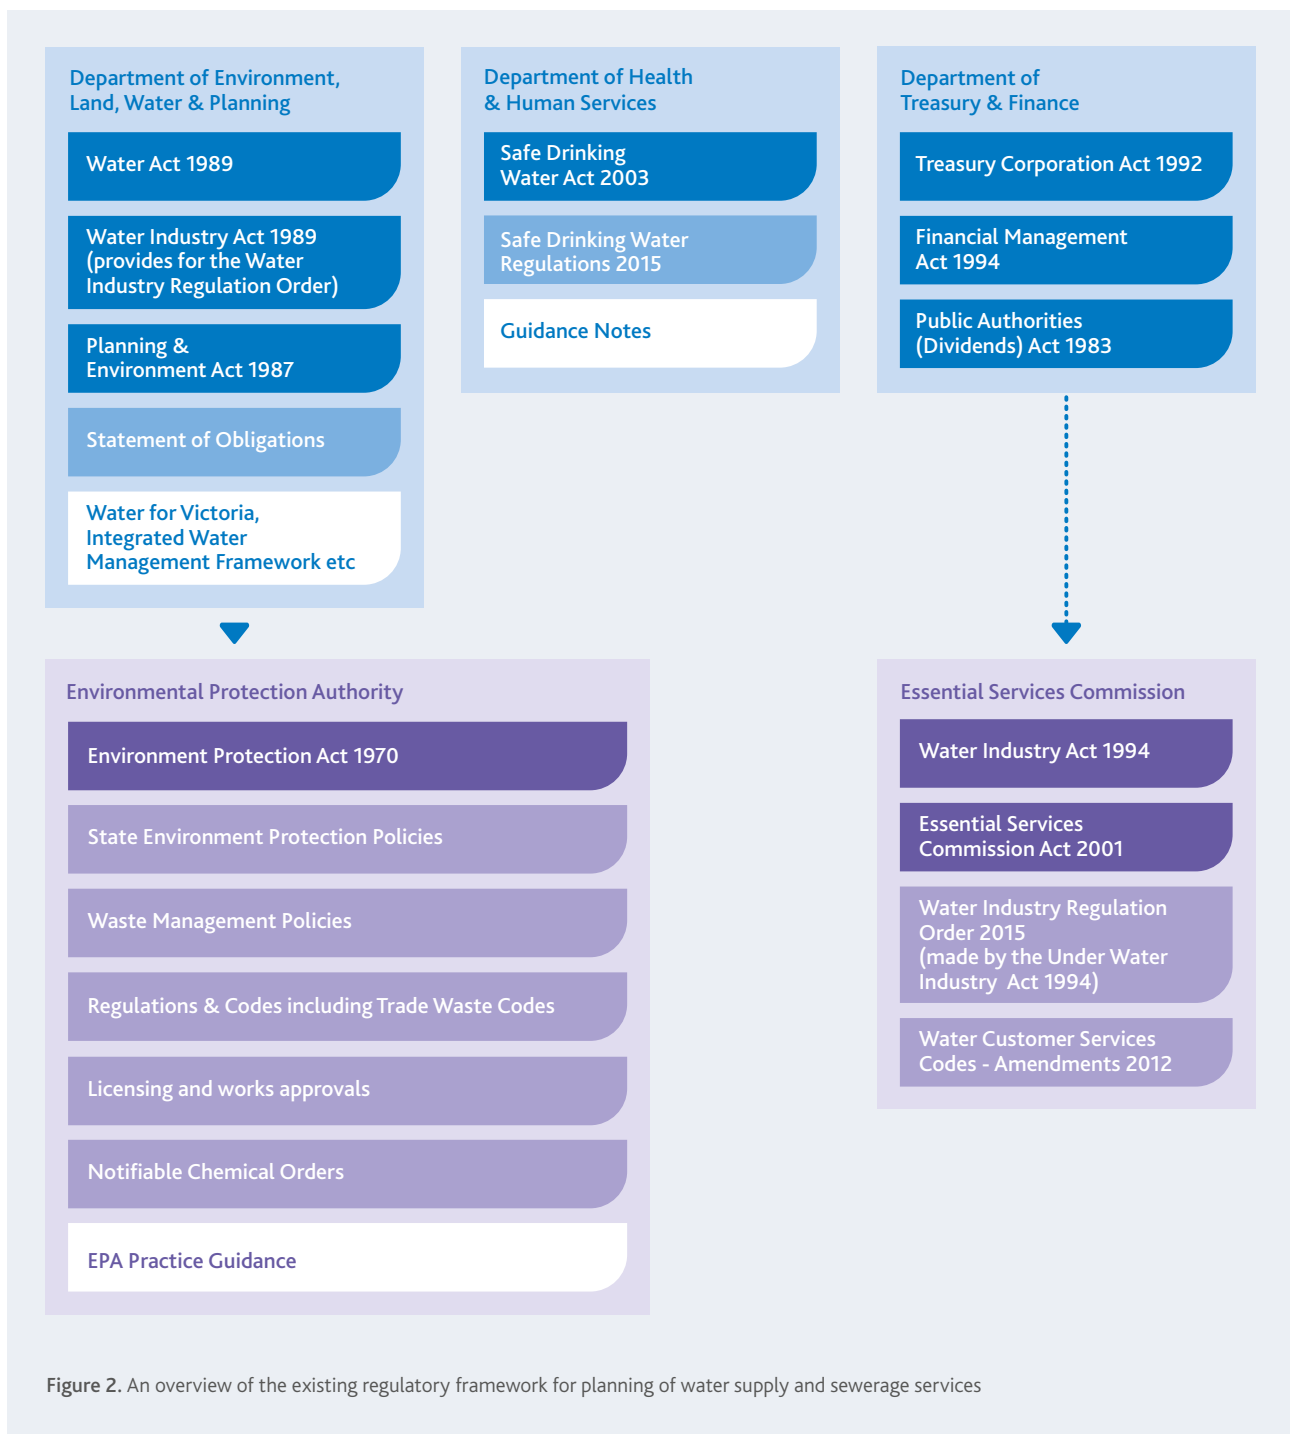 Department of Environment,
Land, Water & Planning
Water Act 1989
Water Industry Act 1989
(provides for the Water
Industry Regulation Order)
Planning &
Environment Act 1987
Statement of Obligations
Water for Victoria,
Integrated Water
Management Framework etc
Department of Health
& Human Services
Safe Drinking
Water Act 2003
Safe Drinking Water
Regulations 2015
Guidance Notes
Department of
Treasury & Finance
Treasury Corporation Act 1992
Financial Management
Act 1994
Public Authorities
(Dividends) Act 1983
Environmental Protection Authority
Environment Protection Act 1970
State Environment Protection Policies
Waste Management Policies
Regulations & Codes including Trade Waste Codes
Licensing and works approvals
Notifiable Chemical Orders
EPA Practice Guidance
Essential Services Commission
Water Industry Act 1994
Essential Services
Commission Act 2001
Water Industry Regulation
Order 2015
(made by the Under Water
Industry Act 1994)
Water Customer Services
Codes - Amendments 2012
Figure 2. An overview of the existing regulatory framework for planning of water supply and sewerage services